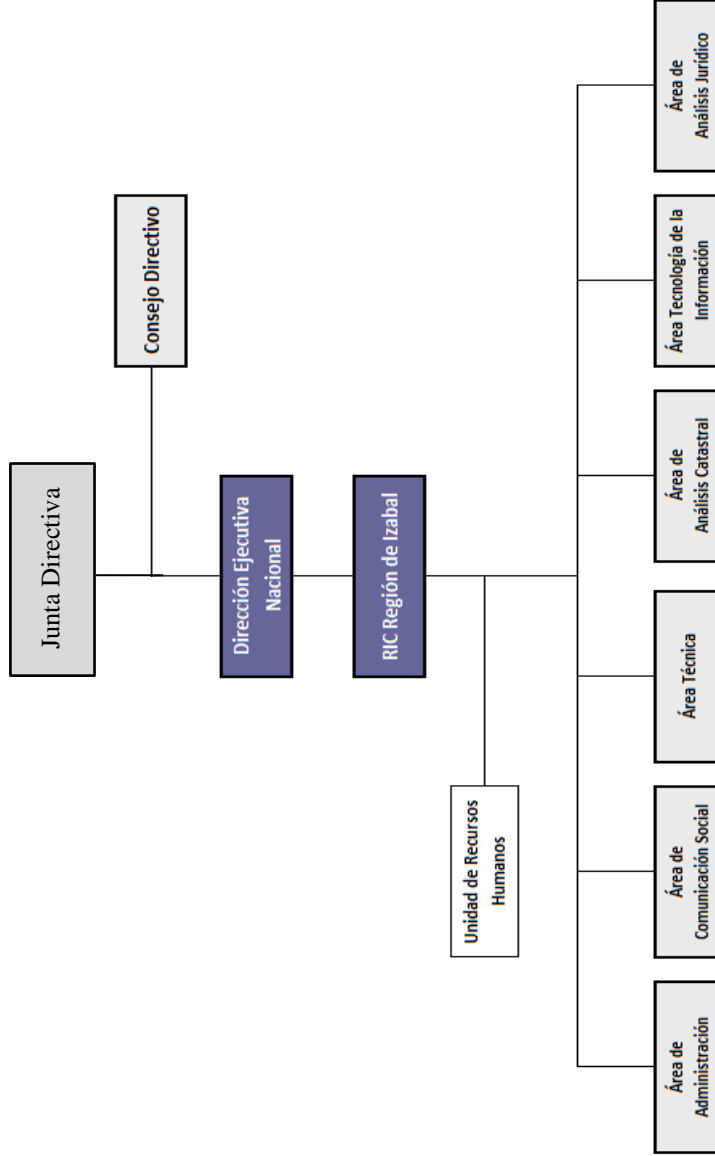 Junta Directiva
Consejo Directivo
Dirección Ejecutiva
Nacional
RIC Región de Izabal
Unidad de Recursos
Humanos
Área de
Administración
Área de
Comunicación Social
Área Técnica
Área de
Análisis Catastral
Área Tecnología de la
Información
Área de
Análisis Jurídico